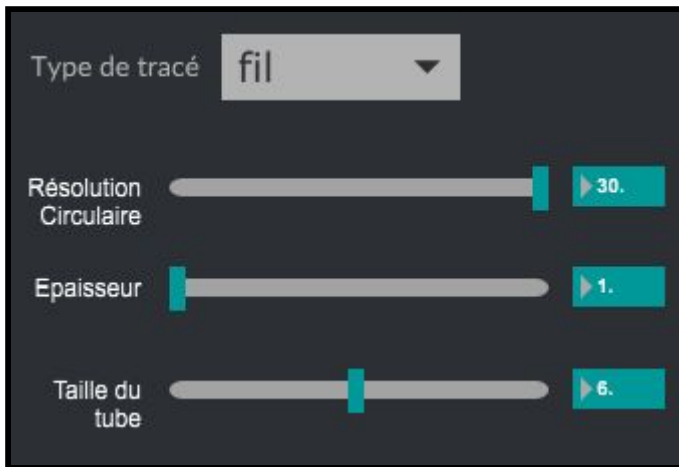 Type de tracé fil
Résolution 30.
Circulaire
Epaisseur 1.
Taille du 6.
tube